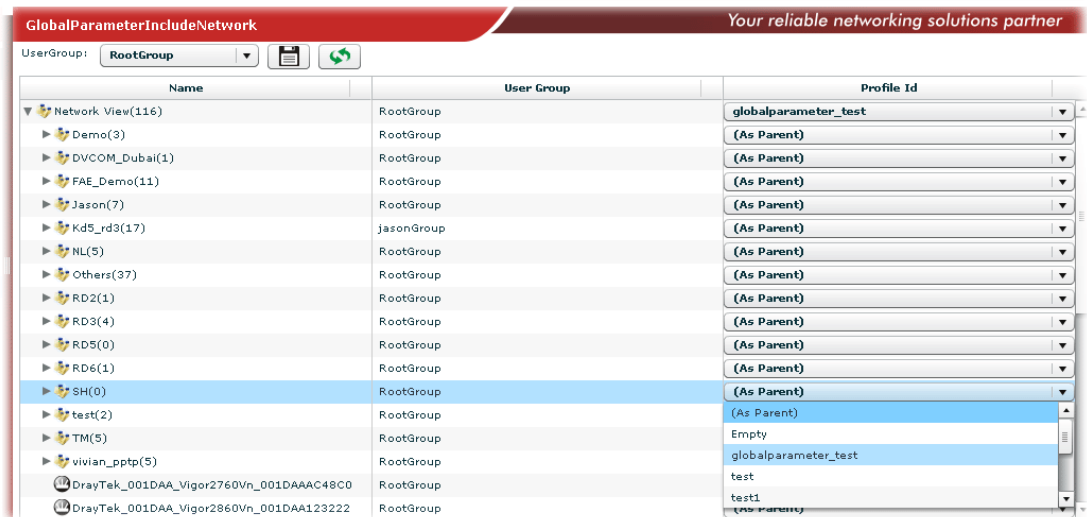 GlobalParameterIncludeNetwork
Your reliable networking solutions partner
UserGroup: RootGroup
Name User Group Profile Id
Network View(116) RootGroup globalparameter_test
Demo(3) RootGroup (As Parent)
DVCOM_Dubai(1) RootGroup (As Parent)
FAE_Demo(11) RootGroup (As Parent)
Jason(7) RootGroup (As Parent)
Kd5_rd3(17) jasonGroup (As Parent)
NL(5) RootGroup (As Parent)
Others(37) RootGroup (As Parent)
RD2(1) RootGroup (As Parent)
RD3(4) RootGroup (As Parent)
RD5(0) RootGroup (As Parent)
RD6(1) RootGroup (As Parent)
SH(0) RootGroup (As Parent)
test(2) RootGroup (As Parent)
TM(5) RootGroup Empty
vivian_pptp(5) RootGroup globalparameter_test
DrayTek_001DAA_Vigor2760Vn_001DAAAC48C0 RootGroup test
test1
DrayTek_001DAA_Vigor2860Vn_001DAA123222 RootGroup (As Parent)